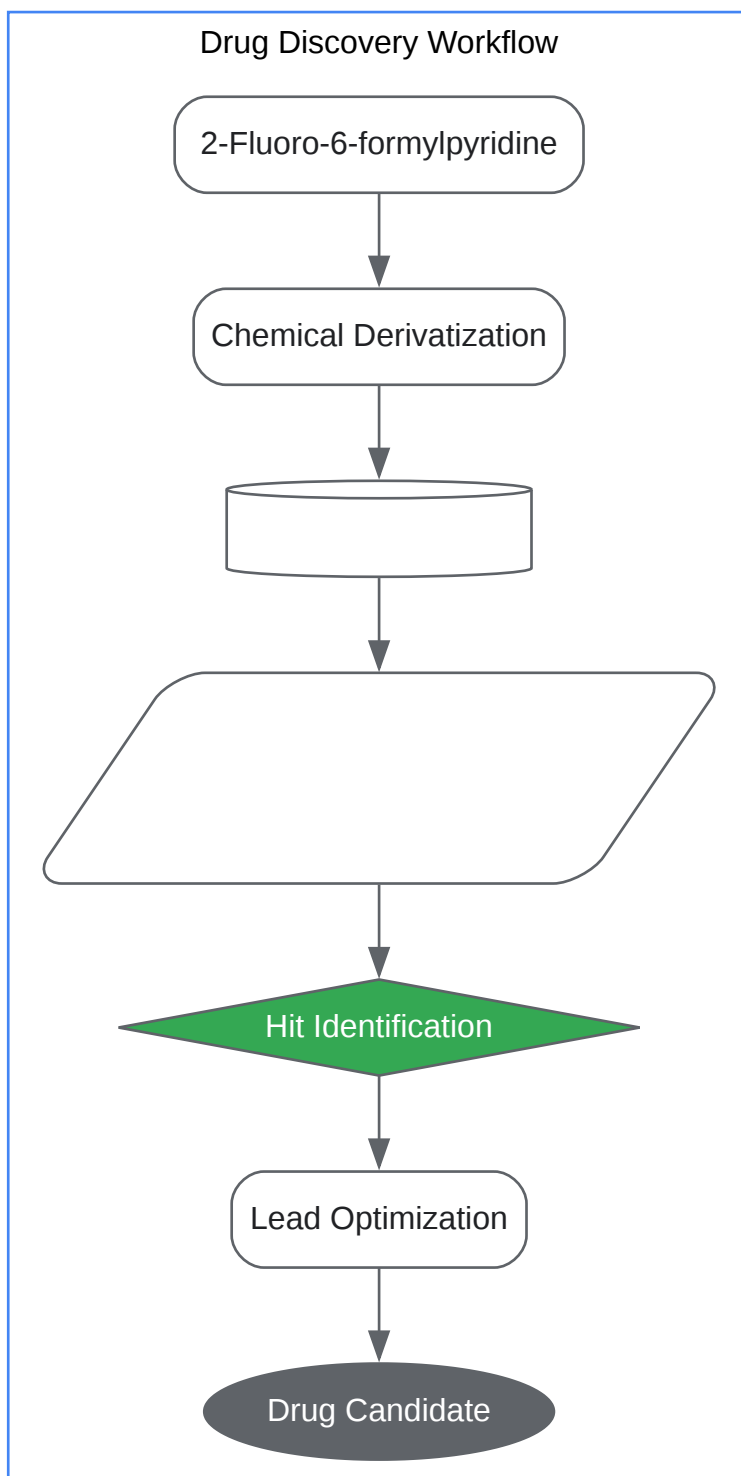 Drug Discovery Workflow
2-Fluoro-6-formylpyridine
Chemical Derivatization
Hit Identification
Lead Optimization
Drug Candidate